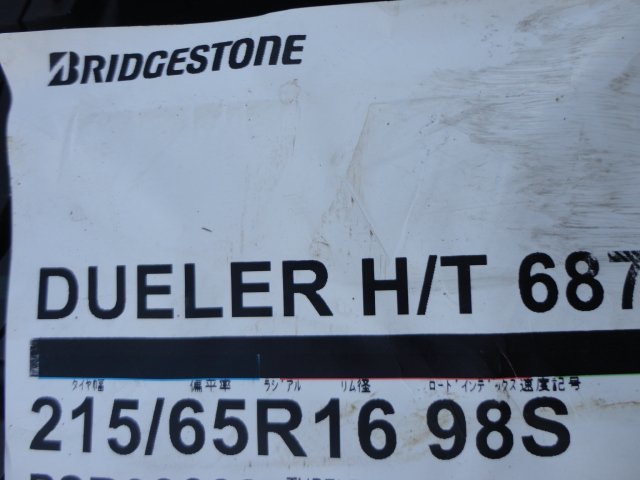 BRIDGESTONE
DUELER H/T 687
タイヤ幅 偏平率 ラジアル リム径 ロードインデックス 速度記号
215/65R16 98S